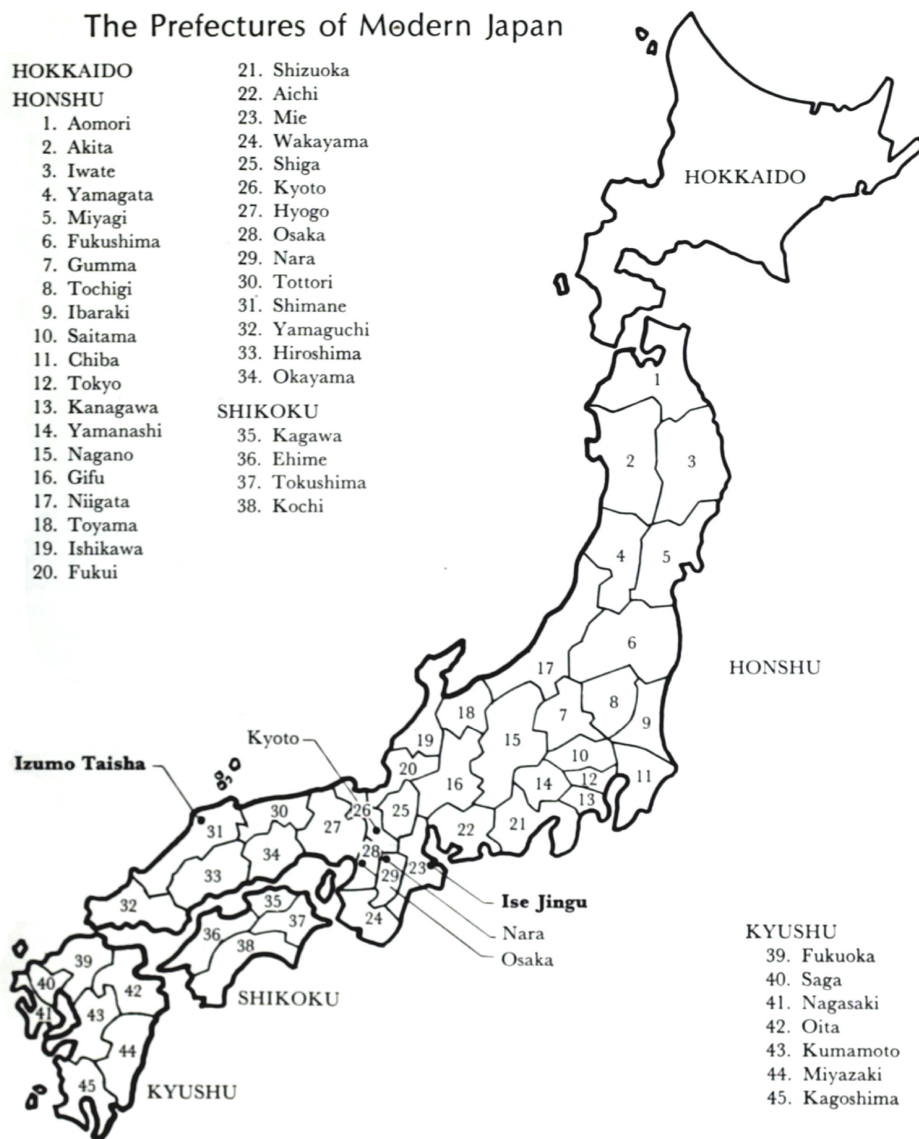 The Prefectures of Modern Japan
HOKKAIDO
HONSHU
1. Aomori
2. Akita
3. Iwate
4. Yamagata
5. Miyagi
6. Fukushima
7. Gumma
8. Tochigi
9. Ibaraki
10. Saitama
11. Chiba
12. Tokyo
13. Kanagawa
14. Yamanashi
15. Nagano
16. Gifu
17. Niigata
18. Toyama
19. Ishikawa
20. Fukui
21. Shizuoka
22. Aichi
23. Mie
24. Wakayama
25. Shiga
26. Kyoto
27. Hyogo
28. Osaka
29. Nara
30. Tottori
31. Shimane
32. Yamaguchi
33. Hiroshima
34. Okayama
SHIKOKU
35. Kagawa
36. Ehime
37. Tokushima
38. Kochi
HOKKAIDO
1
2
3
4
5
6
HONSHU
17
8
7
9
18
19
15
10
Kyoto
20
16
14
12
11
13
Izumo Taisha
26
25
30
31
27
22
21
28
34
33
29
23
32
35
24
Ise Jingu
37
36
38
Nara
Osaka
39
40
42
SHIKOKU
41
43
44
45
KYUSHU
KYUSHU
39. Fukuoka
40. Saga
41. Nagasaki
42. Oita
43. Kumamoto
44. Miyazaki
45. Kagoshima